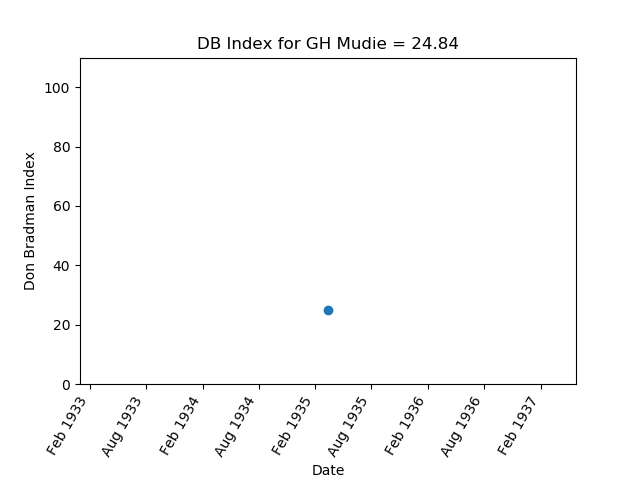 DB Index for GH Mudie = 24.84
100
80
60
40
20
0
Don Bradman Index
Feb 1933
Aug 1933
Feb 1934
Aug 1934
Feb 1935
Aug 1935
Feb 1936
Aug 1936
Feb 1937
Date